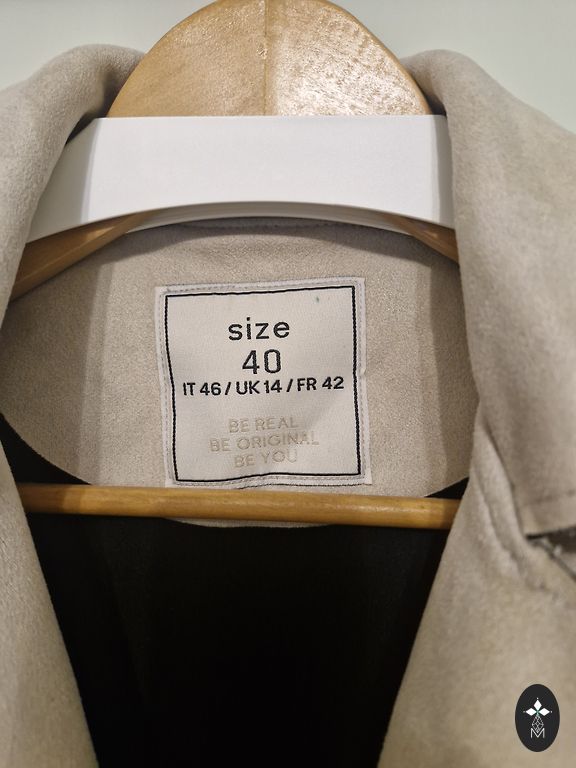 size
40
IT 46 / UK 14 / FR 42
BE REAL
BE ORIGINAL
BE YOU